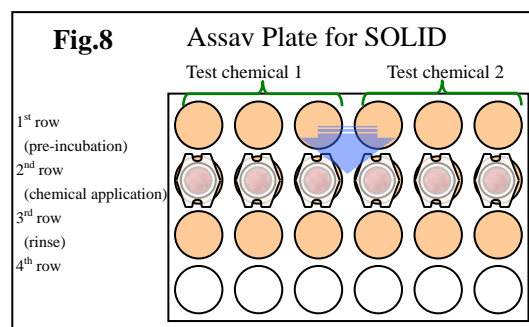 Fig.8 Assav Plate for SOLID
Test chemical 1 Test chemical 2
1st row
(pre-incubation)
2nd row
(chemical application)
3rd row
(rinse)
4th row